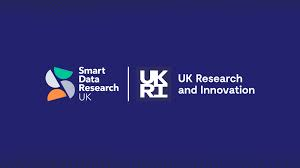 Smart
Data
Research
UK
UK
RI
UK Research
and Innovation